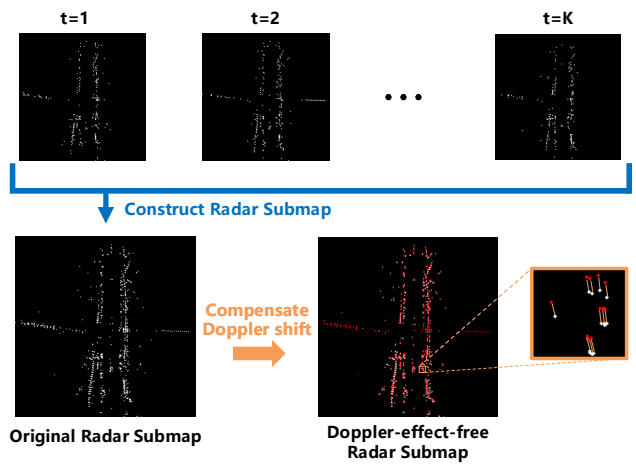 t=1
t=2
t=K
Construct Radar Submap
Compensate
Doppler shift
Original Radar Submap
Doppler-effect-free
Radar Submap